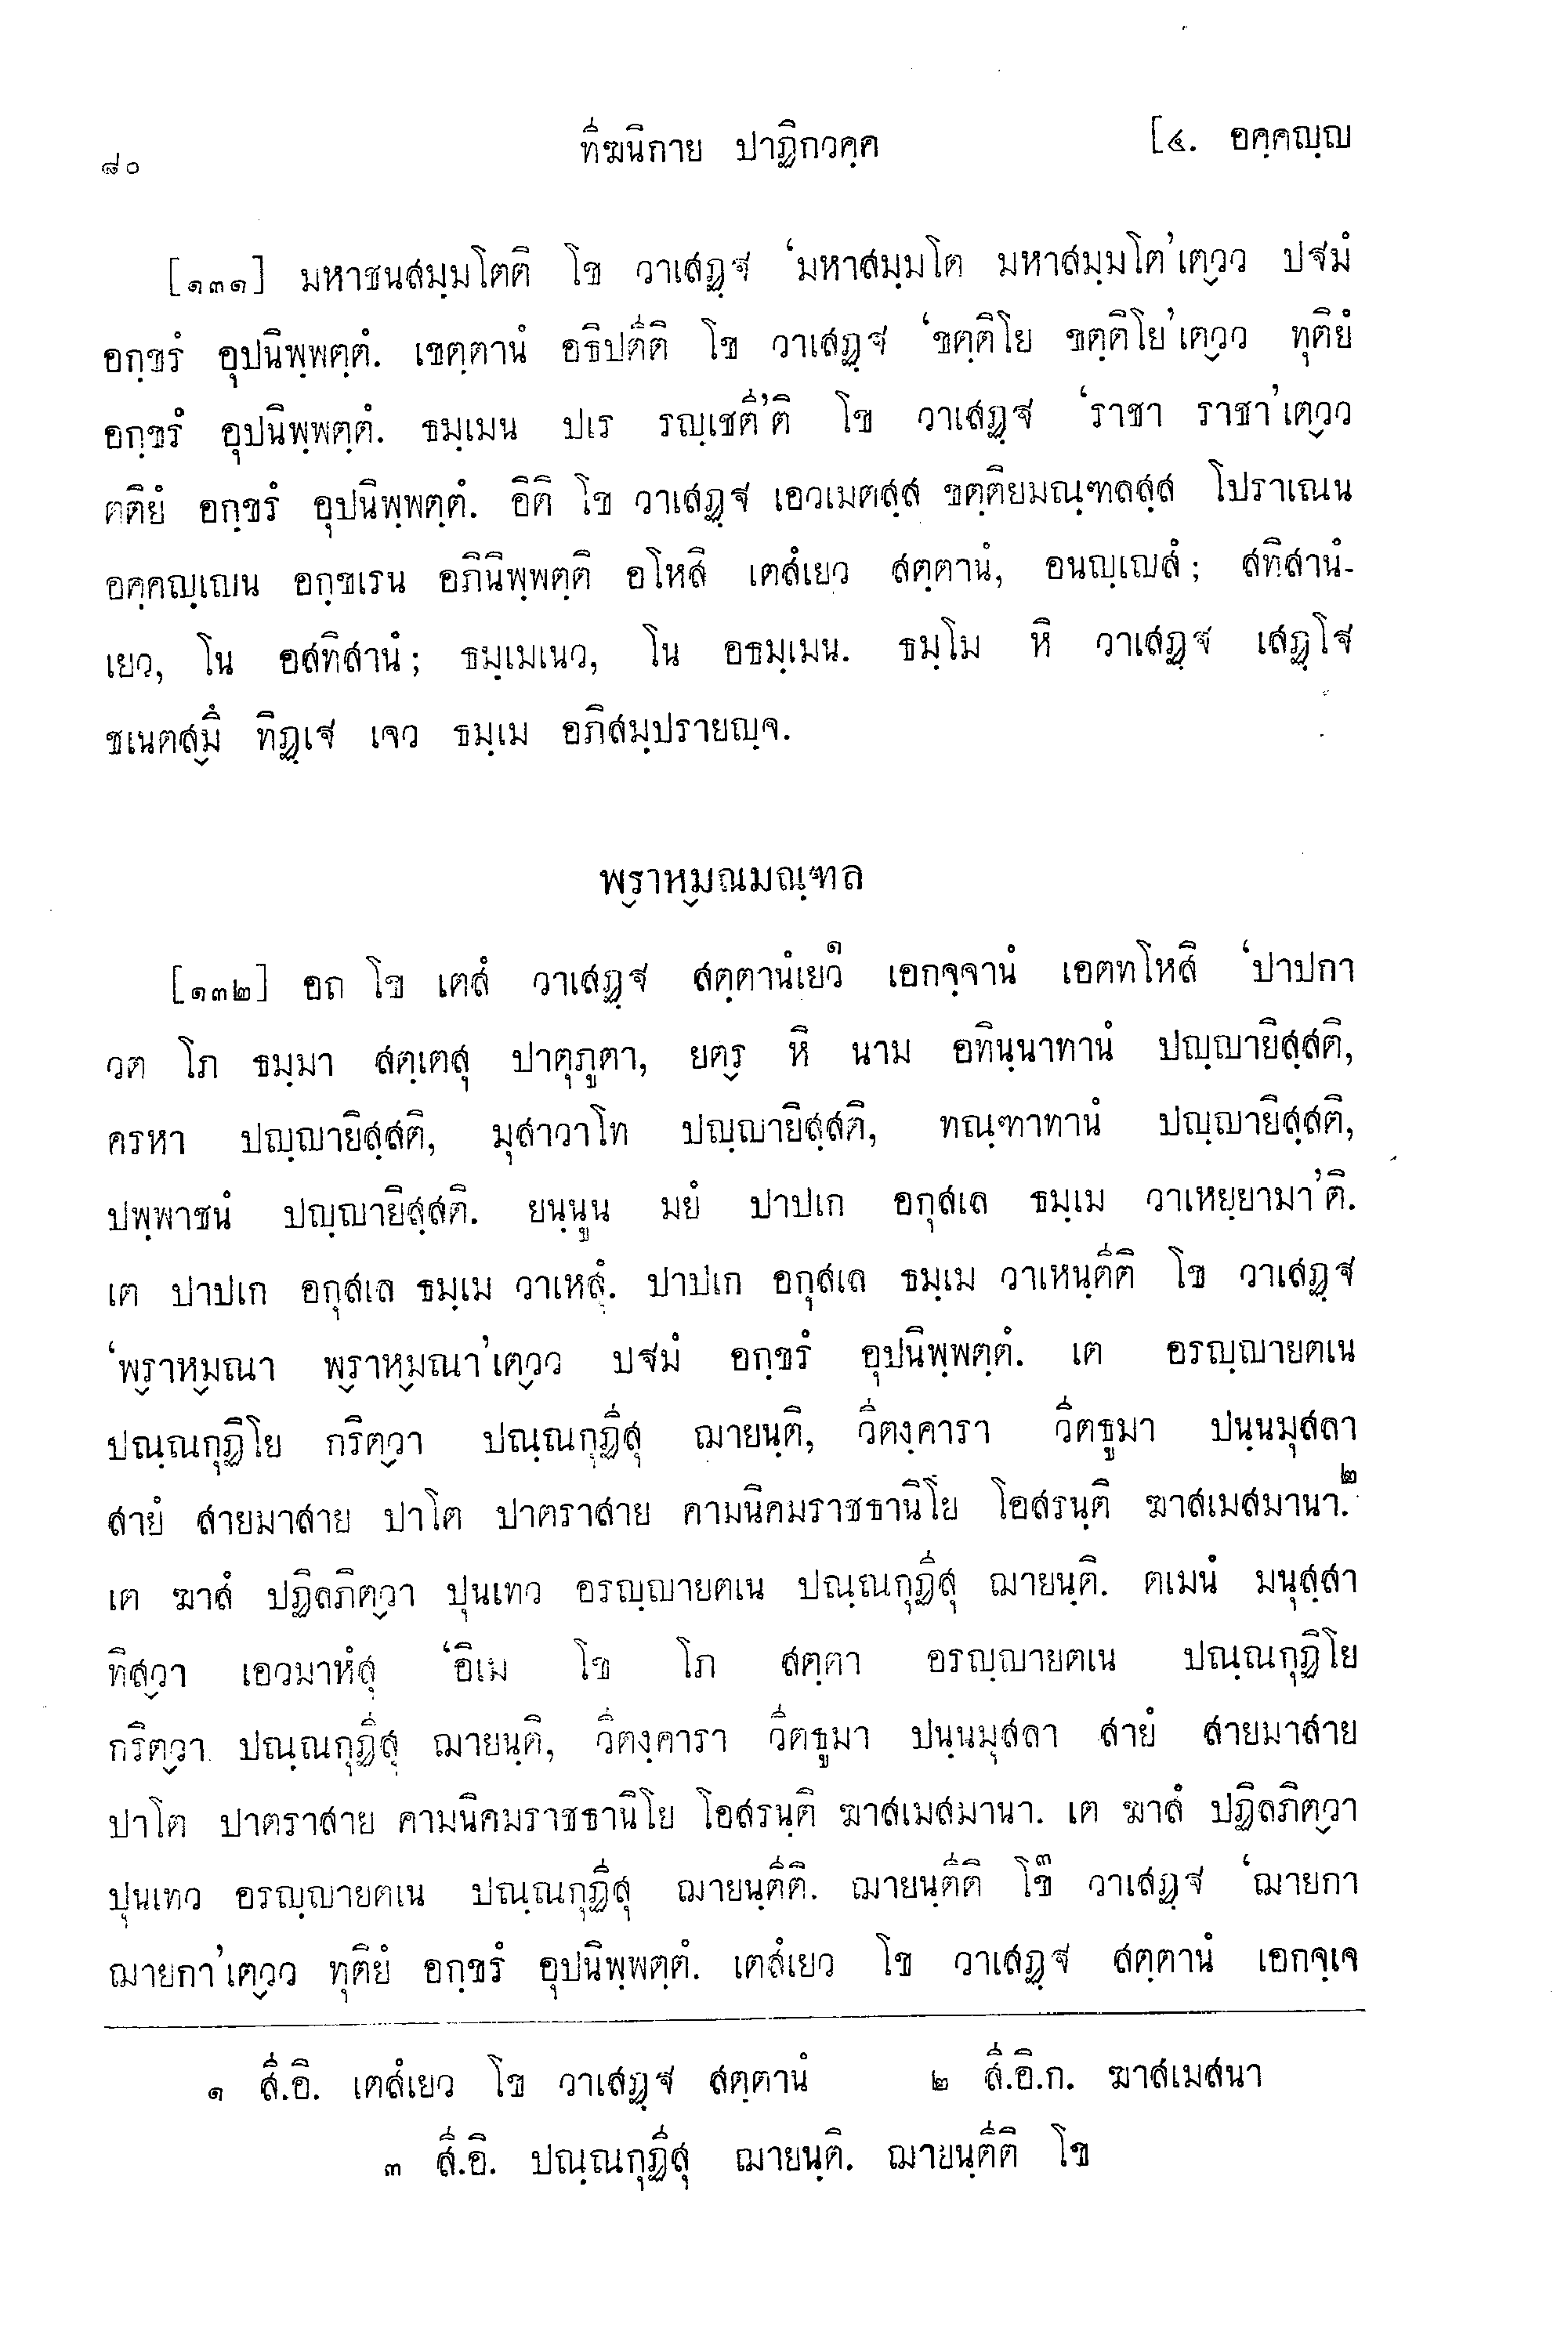 ๘๐ ทีฆนิกาย ปาฏิกวคฺค [๔. อคฺคญฺญ
[๑๓๑] มหาชนสมฺมโตติ โข วาเสฏฺฐ ‘มหาสมฺมโต มหาสมฺมโต’เตฺวว ปฐมํ
อกฺขรํ อุปนิพฺพตฺตํ. เขตฺตานํ อธิปตีติ โข วาเสฏฺฐ ‘ขตฺติโย ขตฺติโย’เตฺวว ทุติยํ
อกฺขรํ อุปนิพฺพตฺตํ. ธมฺเมน ปเร รญฺเชตี’ติ โข วาเสฏฺฐ ‘ราชา ราชา’เตฺวว
ตติยํ อกฺขรํ อุปนิพฺพตฺตํ. อิติ โข วาเสฏฺฐ เอวเมตสฺส ขตฺติยมณฺฑลสฺส โปราเณน
อคฺคญฺเญน อกฺขเรน อภินิพฺพตฺติ อโหสิ เตสํเยว สตฺตานํ, อนญฺเญสํ; สทิสานํ-
เยว, โน อสทิสานํ; ธมฺเมเนว, โน อธมฺเมน. ธมฺโม หิ วาเสฏฺฐ เสฏฺโฐ
ชเนตสฺมิํ ทิฏฺเฐ เจว ธมฺเม อภิสมฺปรายญฺจ.
พฺราหฺมณมณฺฑล
[๑๓๒] อถ โข เตสํ วาเสฏฺฐ สตฺตานํเยว๑ เอกจฺจานํ เอตทโหสิ ‘ปาปกา
วต โภ ธมฺมา สตฺเตสุ ปาตุภูตา, ยตฺร หิ นาม อทินฺนาทานํ ปญฺญายิสฺสติ,
ครหา ปญฺญายิสฺสติ, มุสาวาโท ปญฺญายิสฺสติ, ทณฺฑาทานํ ปญฺญายิสฺสติ,
ปพฺพาชนํ ปญฺญายิสฺสติ. ยนฺนูน มยํ ปาปเก อกุสเล ธมฺเม วาเหยฺยามา’ติ.
เต ปาปเก อกุสเล ธมฺเม วาเหสุํ. ปาปเก อกุสเล ธมฺเม วาเหนฺตีติ โข วาเสฏฺฐ
‘พฺราหฺมณา พฺราหฺมณา’เตฺวว ปฐมํ อกฺขรํ อุปนิพฺพตฺตํ. เต อรญฺญายตเน
ปณฺณกุฏิโย กริตฺวา ปณฺณกุฏีสุ ฌายนฺติ, วีตงฺคารา วีตธูมา ปนฺนมุสลา
สายํ สายมาสาย ปาโต ปาตราสาย คามนิคมราชธานิโย โอสรนฺติ ฆาสเมสมานา.๒
เต ฆาสํ ปฏิลภิตฺวา ปุนเทว อรญฺญายตเน ปณฺณกุฏีสุ ฌายนฺติ. ตเมนํ มนุสฺสา
ทิสฺวา เอวมาหํสุ ‘อิเม โข โภ สตฺตา อรญฺญายตเน ปณฺณกุฏิโย
กริตฺวา ปณฺณกุฏีสุ ฌายนฺติ, วีตงฺคารา วีตธูมา ปนฺนมุสลา สายํ สายมาสาย
ปาโต ปาตราสาย คามนิคมราชธานิโย โอสรนฺติ ฆาสเมสมานา. เต ฆาสํ ปฏิลภิตฺวา
ปุนเทว อรญฺญายตเน ปณฺณกุฏีสุ ฌายนฺตีติ. ฌายนฺตีติ โข๓ วาเสฏฺฐ ‘ฌายกา
ฌายกา’เตฺวว ทุติยํ อกฺขรํ อุปนิพฺพตฺตํ. เตสํเยว โข วาเสฏฺฐ สตฺตานํ เอกจฺเจ
๑ สี.อิ. เตสํเยว โข วาเสฏฺฐ สตฺตานํ ๒ สี.อิ.ก. ฆาสเมสนา
๓ สี.อิ. ปณฺณกุฏีสุ ฌายนฺติ. ฌายนฺตีติ โข